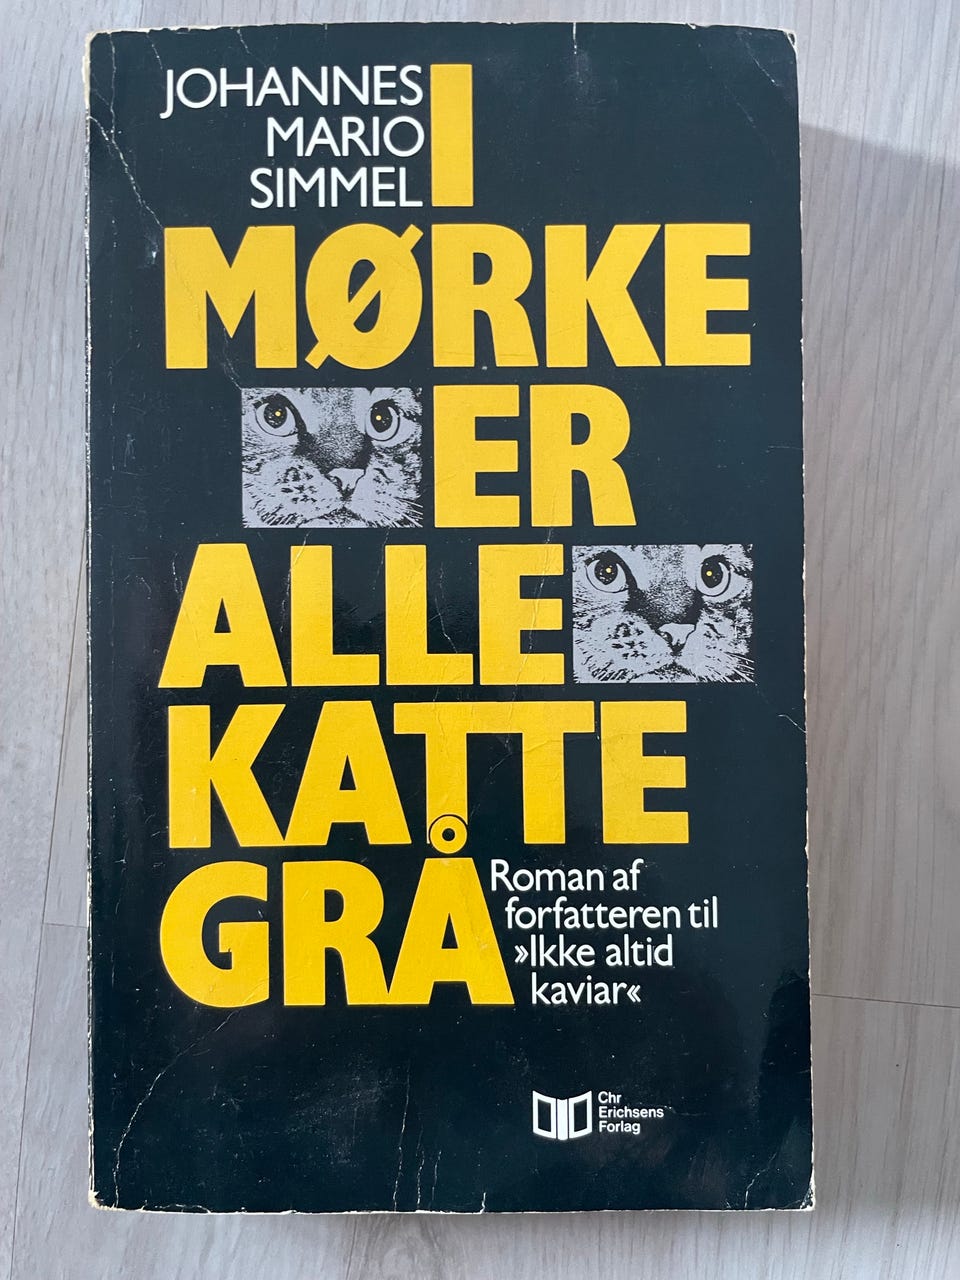 JOHANNES
MARIO
SIMMEL
I
MØRKE
ER
ALLE
KATTE
GRÅ
Roman af
forfatteren til
»Ikke altid
kaviar«
Chr
Erichsens
Forlag